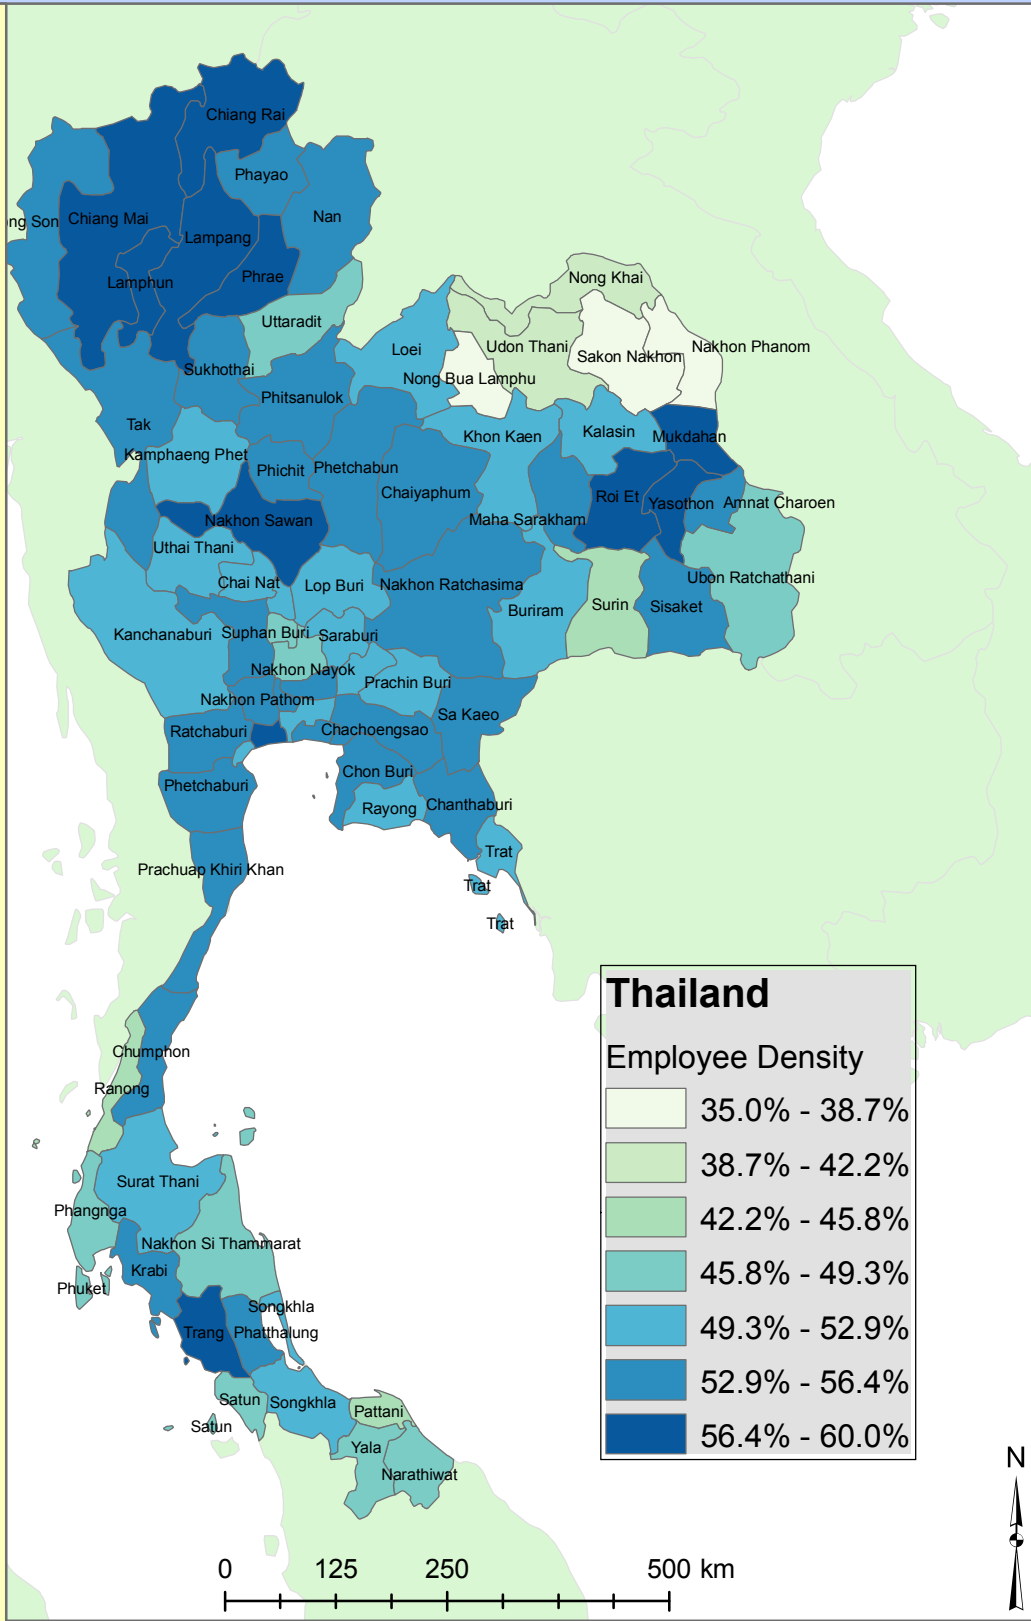 Chiang Rai
Phayao
Nan
ng Son
Chiang Mai
Lampang
Lamphun
Phrae
Nong Khai
Uttaradit
Loei
Udon Thani
Nakhon Phanom
Sakon Nakhon
Sukhothai
Nong Bua Lamphu
Phitsanulok
Tak
Khon Kaen
Kalasin
Mukdahan
Kamphaeng Phet
Phichit
Phetchabun
Chaiyaphum
Roi Et
Yasothon
Amnat Charoen
Nakhon Sawan
Maha Sarakham
Uthai Thani
Chai Nat
Lop Buri
Nakhon Ratchasima
Ubon Ratchathani
Buriram
Surin
Sisaket
Kanchanaburi
Suphan Buri
Saraburi
Nakhon Nayok
Prachin Buri
Nakhon Pathom
Sa Kaeo
Ratchaburi
Chachoengsao
Chon Buri
Phetchaburi
Rayong
Chanthaburi
Trat
Prachuap Khiri Khan
Trat
Trat
Thailand
Employee Density
35.0% - 38.7%
38.7% - 42.2%
42.2% - 45.8%
45.8% - 49.3%
49.3% - 52.9%
52.9% - 56.4%
56.4% - 60.0%
Chumphon
Ranong
Surat Thani
Phangnga
Nakhon Si Thammarat
Krabi
Phuket
Songkhla
Trang
Phatthalung
Satun
Songkhla
Pattani
Satun
Yala
Narathiwat
N
0 125 250 500 km